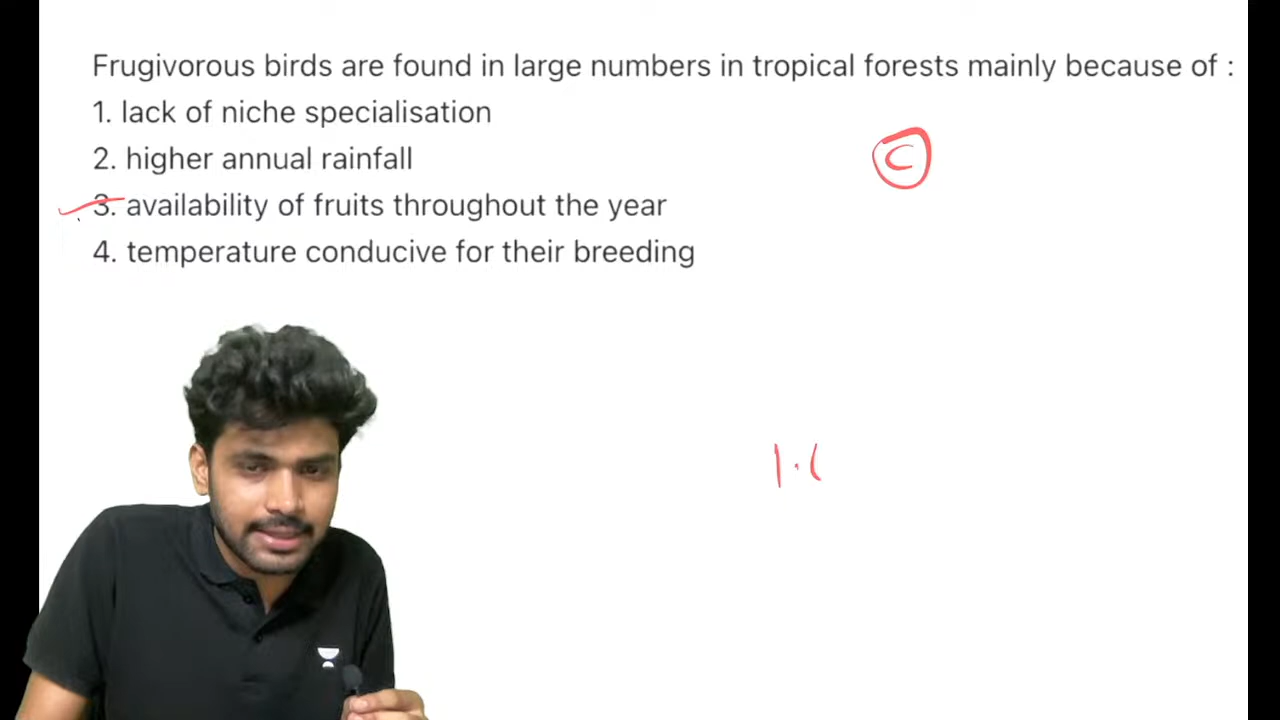 Frugivorous birds are found in large numbers in tropical forests mainly because of :
1. lack of niche specialisation
C
2. higher annual rainfall
3. availability of fruits throughout the year
4. temperature conducive for their breeding